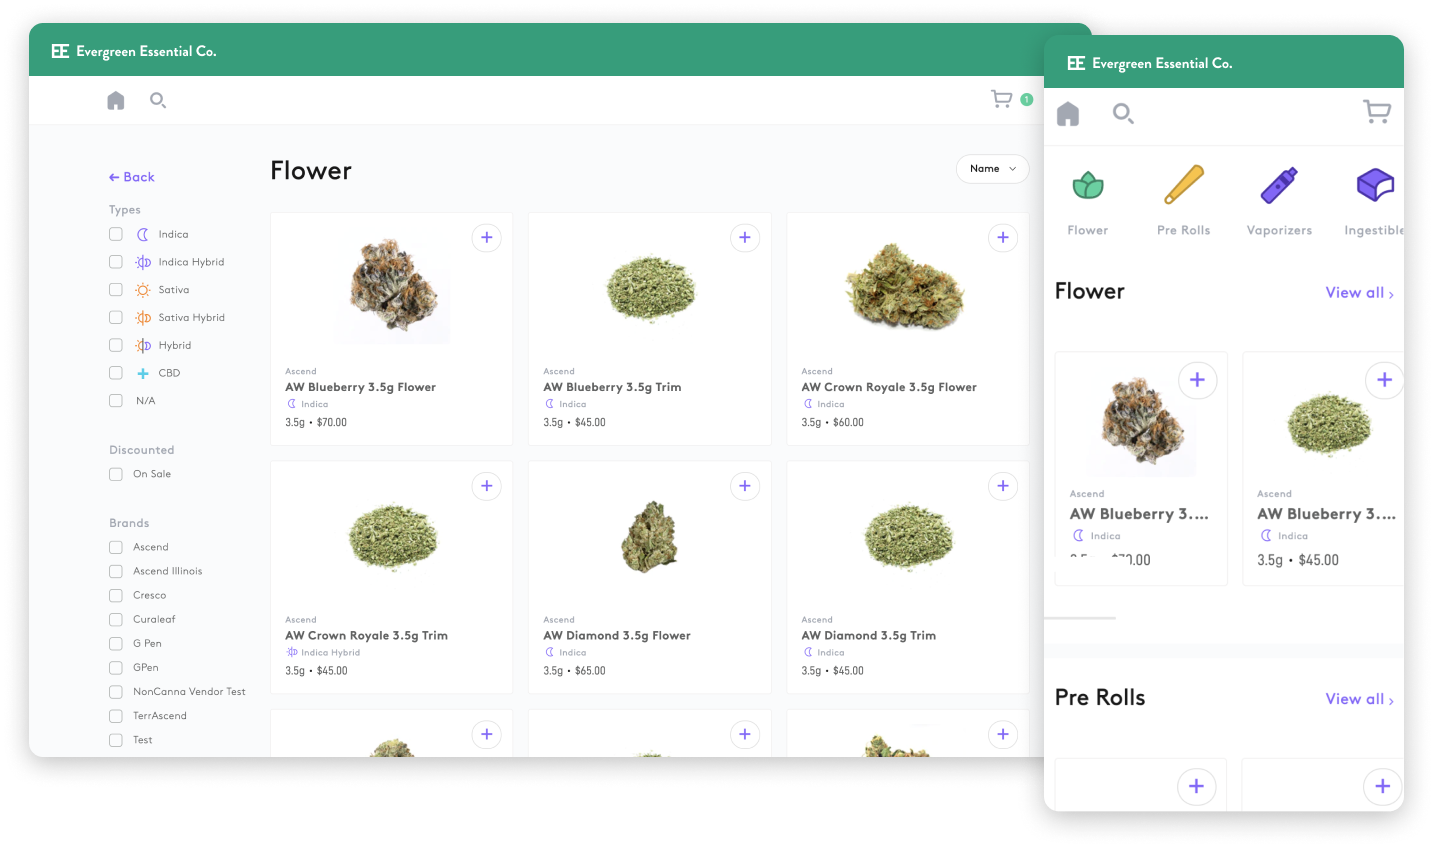 Evergreen Essential Co.
1
← Back
Flower
Name
Types
Indica
Indica Hybrid
Sativa
Sativa Hybrid
Hybrid
CBD
N/A
Discounted
On Sale
Brands
Ascend
Ascend Illinois
Cresco
Curaleaf
G Pen
GPen
NonCanna Vendor Test
TerrAscend
Test
Ascend
AW Blueberry 3.5g Flower
Indica
3.5g • $70.00
Ascend
AW Blueberry 3.5g Trim
Indica
3.5g • $45.00
Ascend
AW Crown Royale 3.5g Flower
Indica
3.5g • $60.00
Ascend
AW Crown Royale 3.5g Trim
Indica Hybrid
3.5g • $45.00
Ascend
AW Diamond 3.5g Flower
Indica
3.5g • $65.00
Ascend
AW Diamond 3.5g Trim
Indica
3.5g • $45.00
Evergreen Essential Co.
Flower
Pre Rolls
Vaporizers
Ingestible
Flower
View all ›
Ascend
AW Blueberry 3....
Indica
3.5g • $70.00
Ascend
AW Blueberry 3....
Indica
3.5g • $45.00
Pre Rolls
View all ›